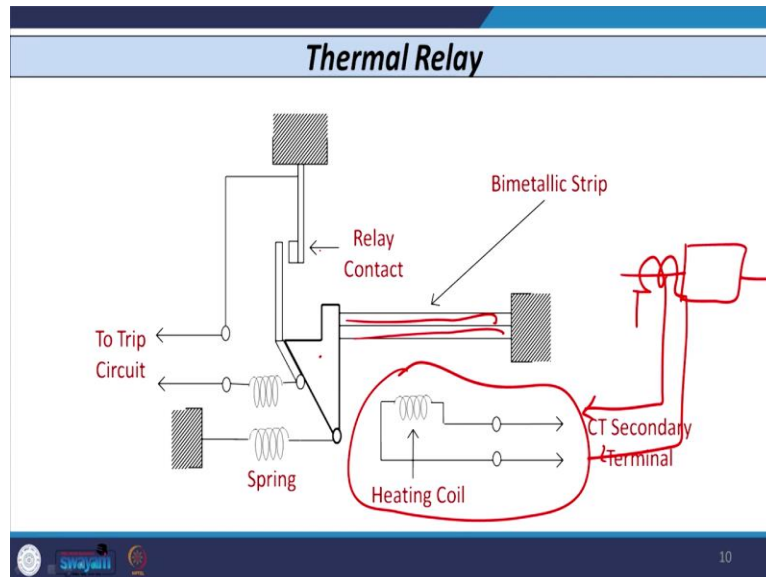 Thermal Relay
Bimetallic Strip
Relay
Contact
To Trip
Circuit
CT Secondary
Terminal
Spring
Heating Coil
swayam
10